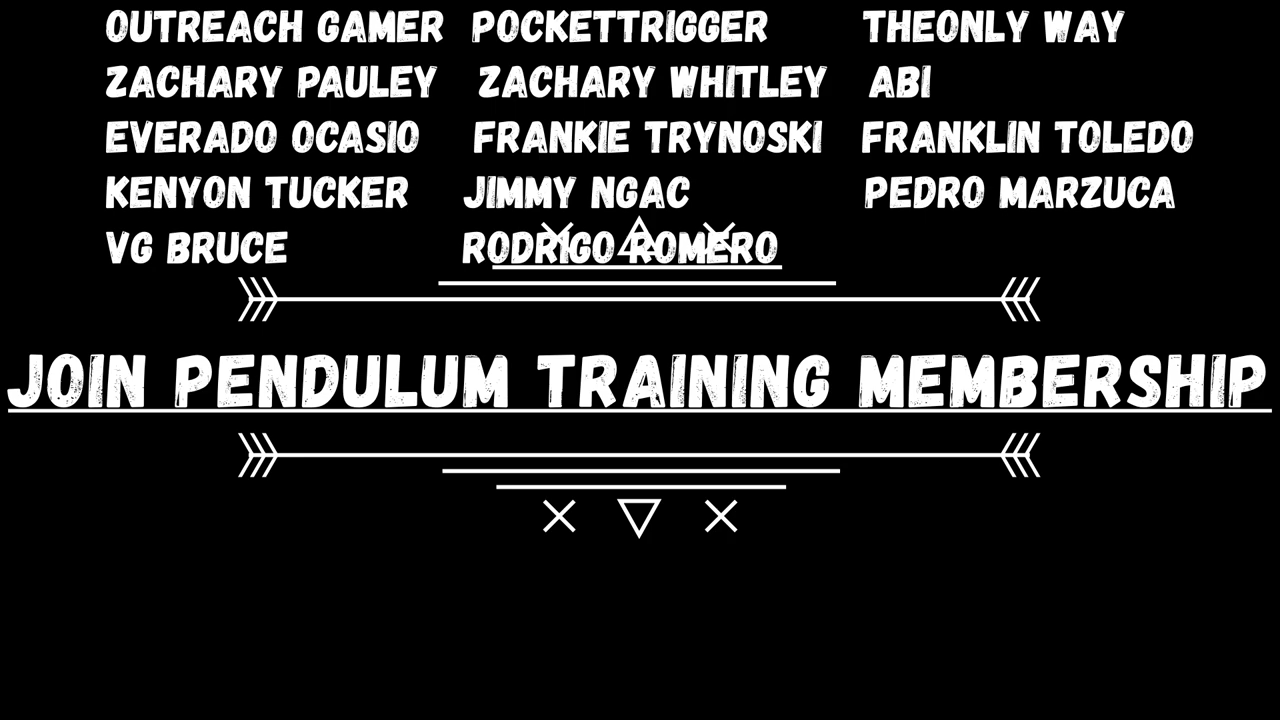 OUTREACH GAMER POCKETTRIGGER THEONLY WAY
ZACHARY PAULEY ZACHARY WHITLEY ABI
EVERADO OCASIO FRANKIE TRYNOSKI FRANKLIN TOLEDO
KENYON TUCKER JIMMY NGAC PEDRO MARZUCA
VG BRUCE RODRIGO ROMERO
JOIN PENDULUM TRAINING MEMBERSHIP